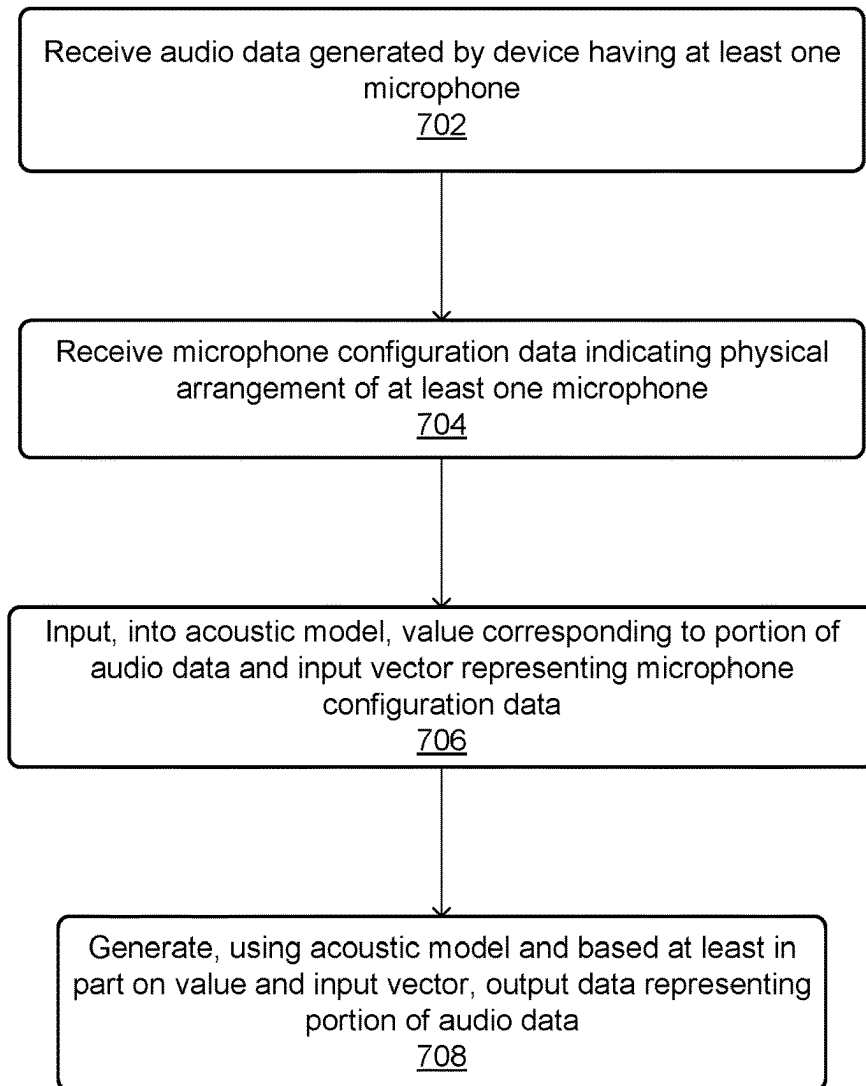 Receive audio data generated by device having at least one
microphone
702
Receive microphone configuration data indicating physical
arrangement of at least one microphone
704
Input, into acoustic model, value corresponding to portion of
audio data and input vector representing microphone
configuration data
706
Generate, using acoustic model and based at least in
part on value and input vector, output data representing
portion of audio data
708